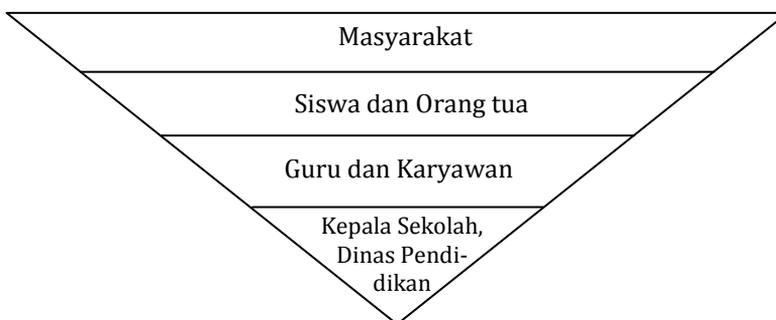 Masyarakat
Siswa dan Orang tua
Guru dan Karyawan
Kepala Sekolah,
Dinas Pendi-
dikan